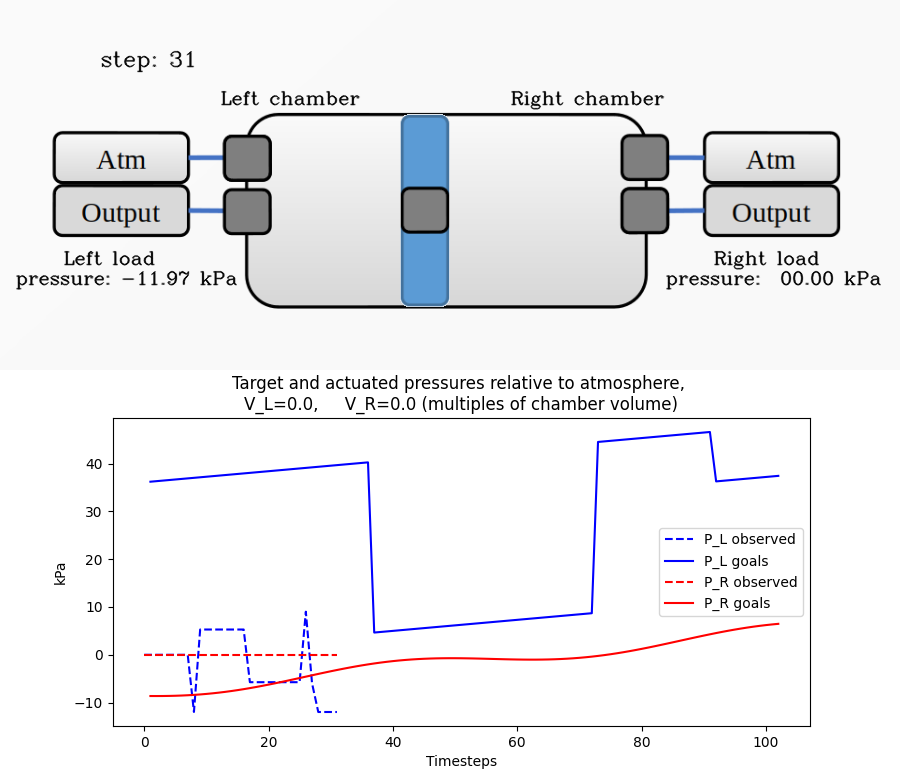 step: 31
Left chamber
Right chamber
Atm
Atm
Output
Output
Left load
pressure: -11.97 kPa
Right load
pressure: 00.00 kPa
Target and actuated pressures relative to atmosphere,
V_L=0.0, V_R=0.0 (multiples of chamber volume)
40
30
20
10
0
−10
kPa
P_L observed
P_L goals
P_R observed
P_R goals
0
20
40
60
80
100
Timesteps